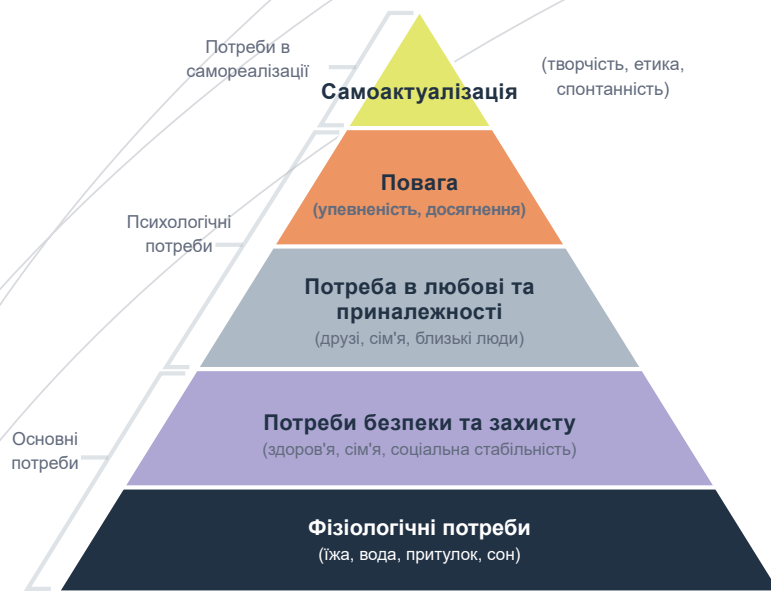 Потреби в
самореалізації
Самоактуалізація
(творчість, етика,
спонтанність)
Повага
(упевненість, досягнення)
Психологічні
потреби
Потреба в любові та
приналежності
(друзі, сім'я, близькі люди)
Основні
потреби
Потреби безпеки та захисту
(здоров'я, сім'я, соціальна стабільність)
Фізіологічні потреби
(їжа, вода, притулок, сон)